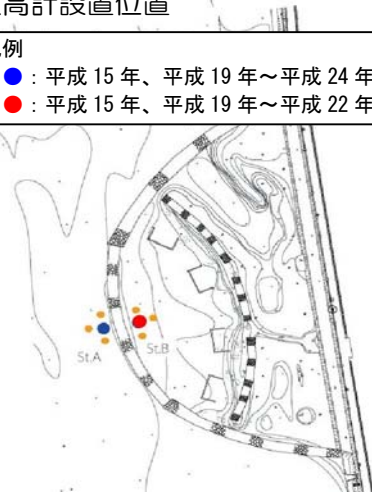 高計設置位置
例
●：平成 15 年、平成 19 年～平成 24 年
●：平成 15 年、平成 19 年～平成 22 年
St.A
St.B